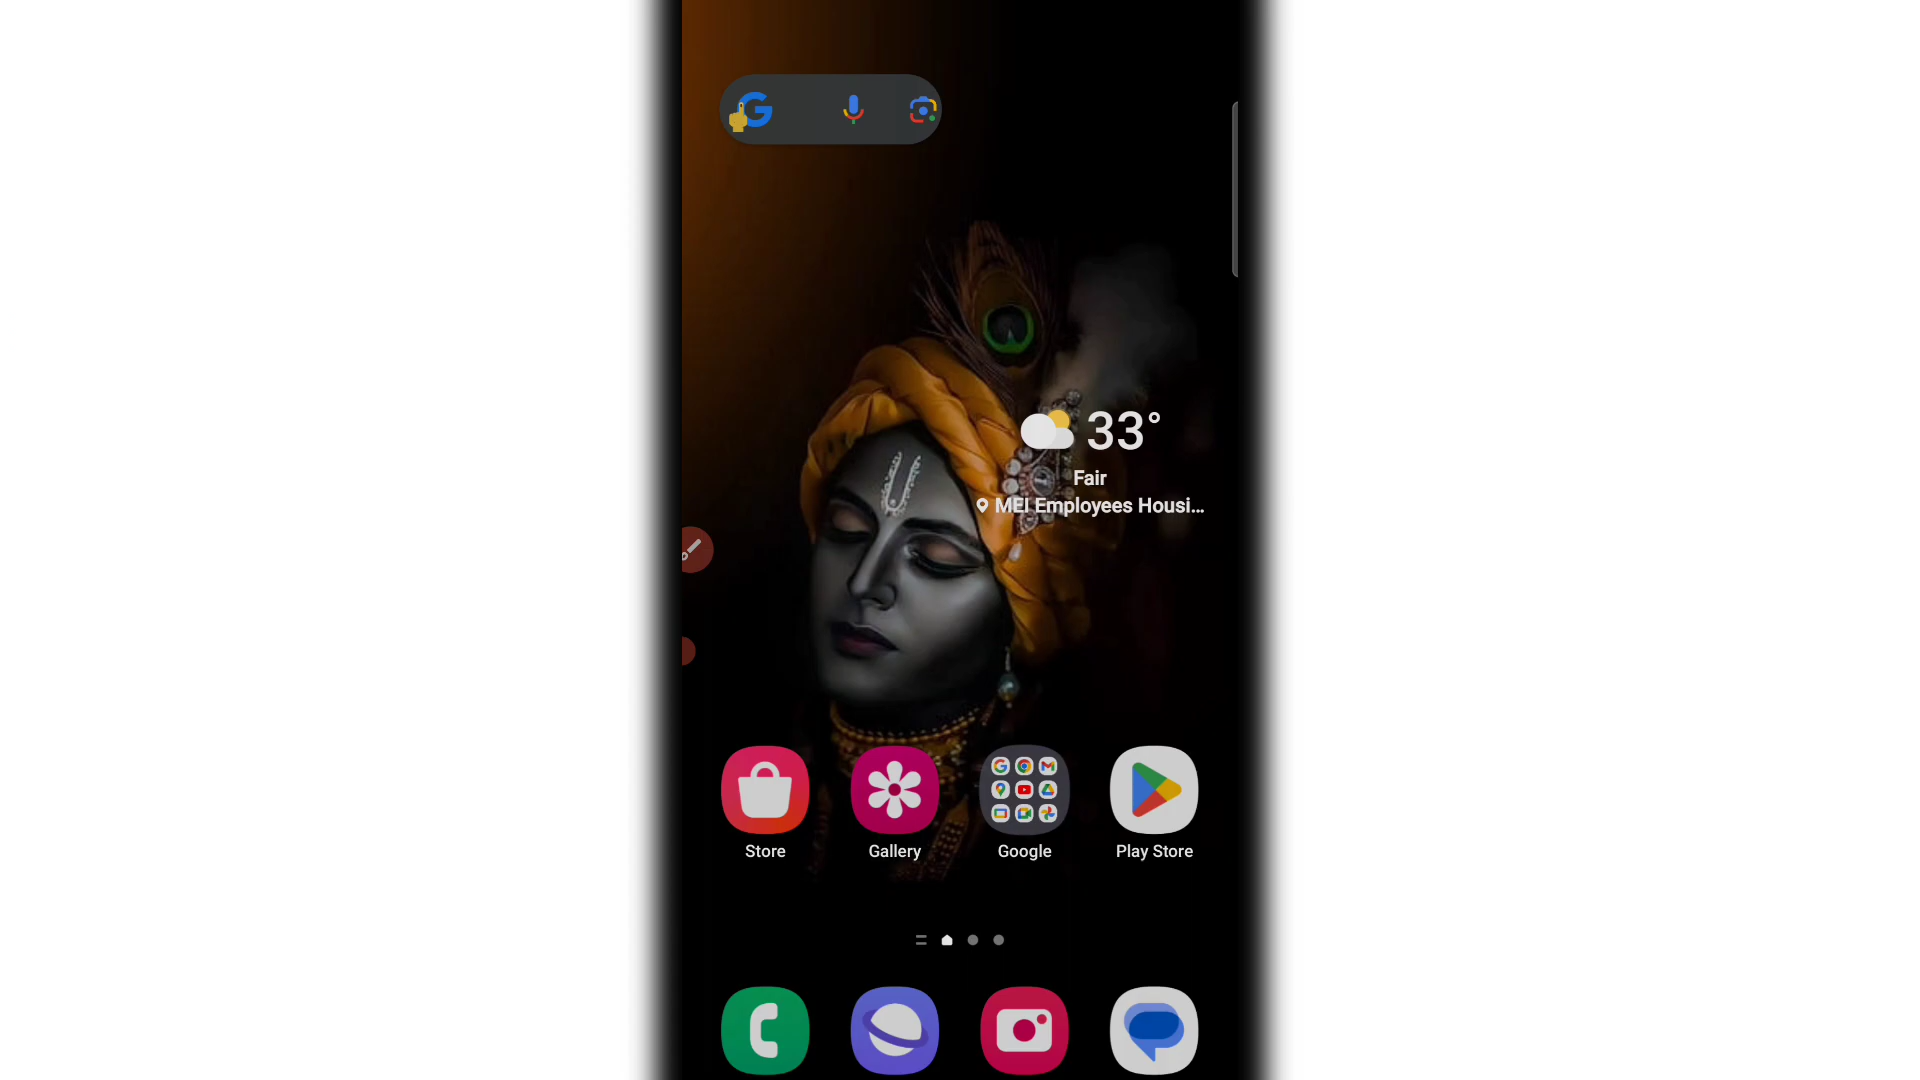 33°
Fair
MEI Employees Housi...
Store
Gallery
Google
Play Store